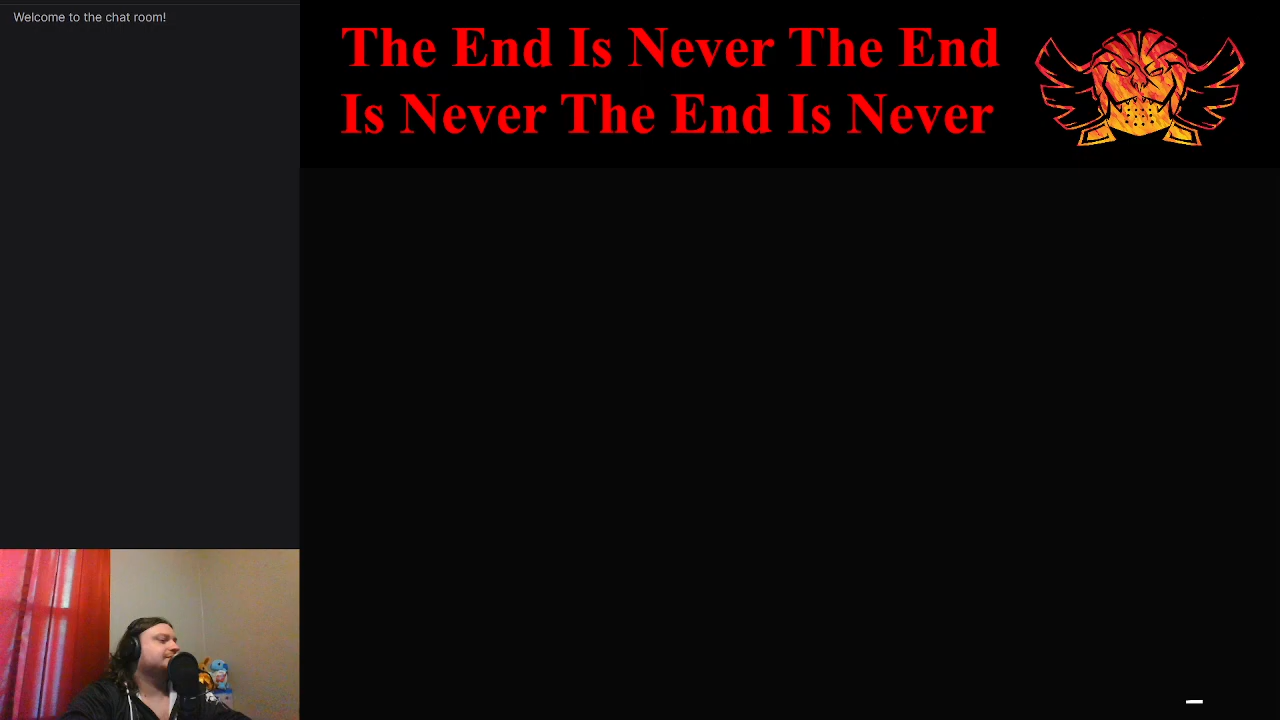 Welcome to the chat room!
The End Is Never The End
Is Never The End Is Never